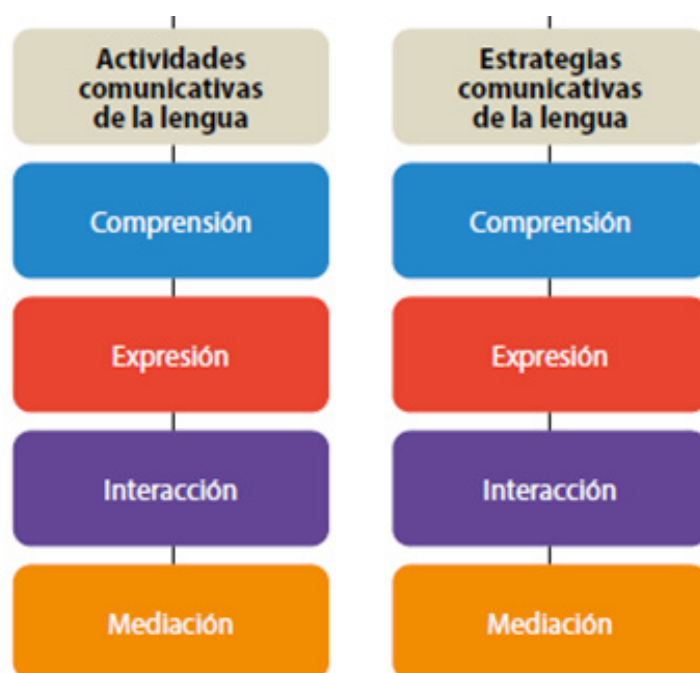 Actividades
comunicativas
de la lengua
Comprensión
Expresión
Interacción
Mediación
Estrategias
comunicativas
de la lengua
Comprensión
Expresión
Interacción
Mediación